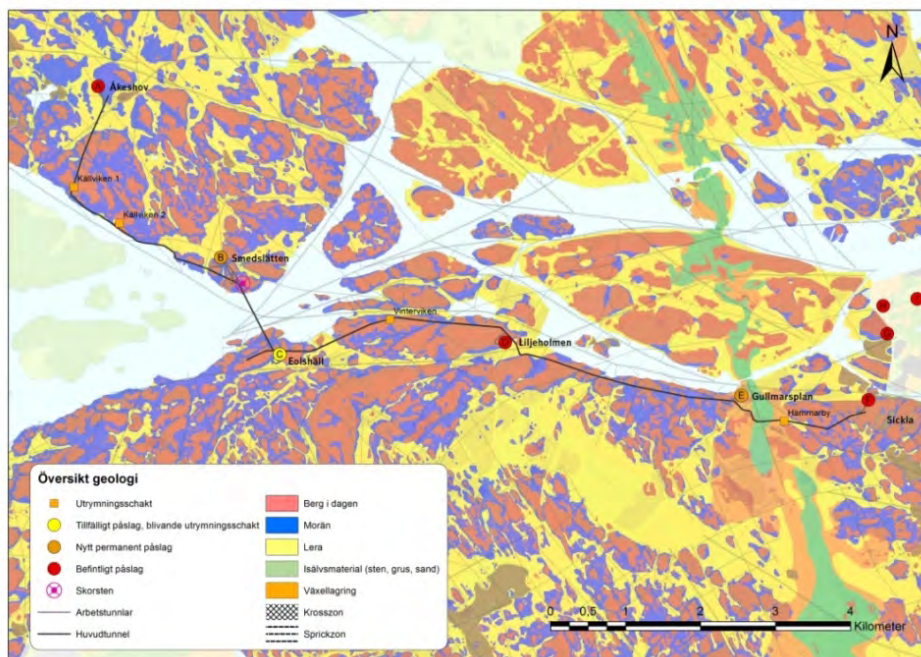 N
A
Åkeshov
Källviken 1
Källviken 2
B
Smedslätten
Vinterviken
Liljeholmen
C
Eolshäll
E
Gullmarsplan
Hammarby
Sickla
Översikt geologi
Utrymningsschakt
Tillfälligt påslag, blivande utrymningsschakt
Nytt permanent påslag
Befintligt påslag
Skorsten
Arbetstunnlar
Huvudtunnel
Berg i dagen
Morän
Lera
Isälvsmaterial (sten, grus, sand)
Växellagring
Krosszon
Sprickzon
0 0,5 1 2 3 4
Kilometer